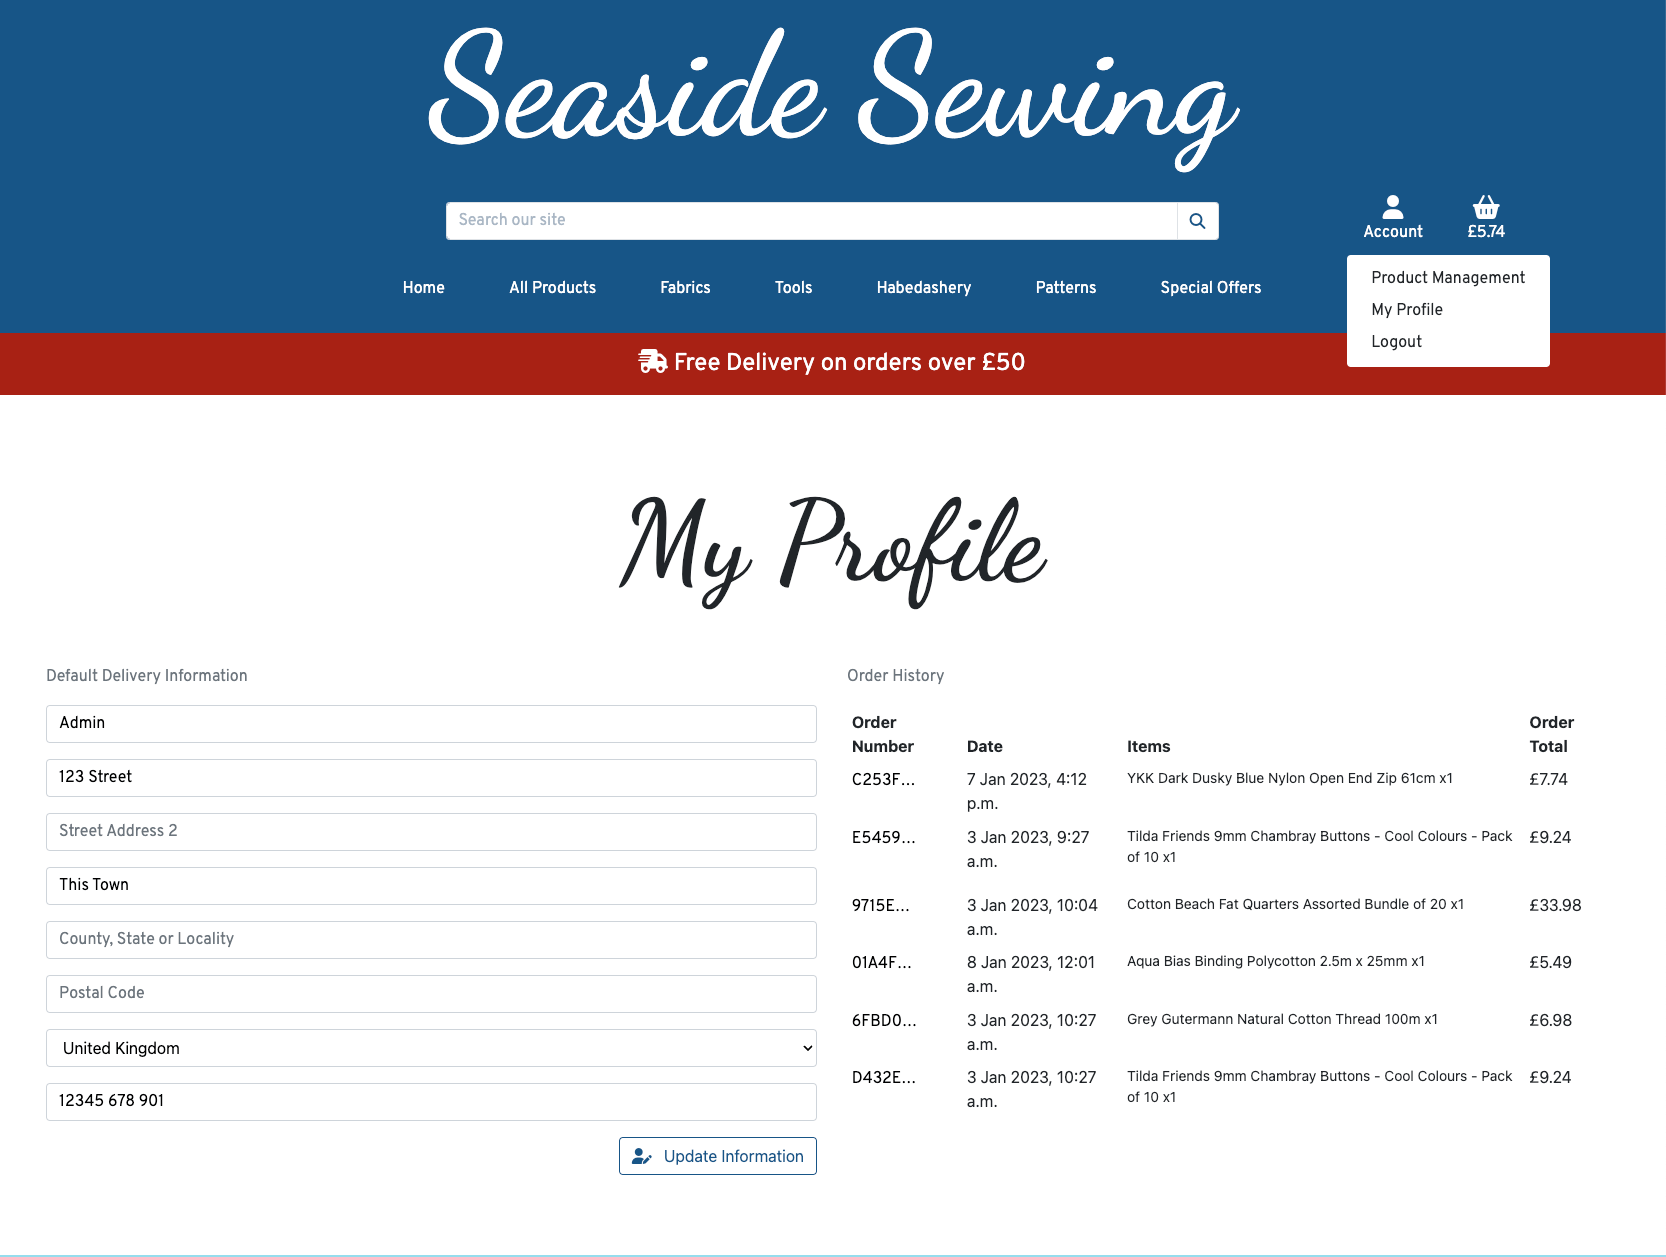 Seaside Sewing
Search our site
Account
£5.74
Home
All Products
Fabrics
Tools
Habedashery
Patterns
Special Offers
Product Management
My Profile
Logout
Free Delivery on orders over £50
My Profile
Default Delivery Information
Admin
123 Street
Street Address 2
This Town
County, State or Locality
Postal Code
United Kingdom
12345 678 901
Update Information
Order History
Order
Number
Date
Items
Order
Total
C253F...
7 Jan 2023, 4:12
p.m.
YKK Dark Dusky Blue Nylon Open End Zip 61cm x1
£7.74
E5459...
3 Jan 2023, 9:27
a.m.
Tilda Friends 9mm Chambray Buttons - Cool Colours - Pack
of 10 x1
£9.24
9715E...
3 Jan 2023, 10:04
a.m.
Cotton Beach Fat Quarters Assorted Bundle of 20 x1
£33.98
01A4F...
8 Jan 2023, 12:01
a.m.
Aqua Bias Binding Polycotton 2.5m x 25mm x1
£5.49
6FBD0...
3 Jan 2023, 10:27
a.m.
Grey Gutermann Natural Cotton Thread 100m x1
£6.98
D432E...
3 Jan 2023, 10:27
a.m.
Tilda Friends 9mm Chambray Buttons - Cool Colours - Pack
of 10 x1
£9.24